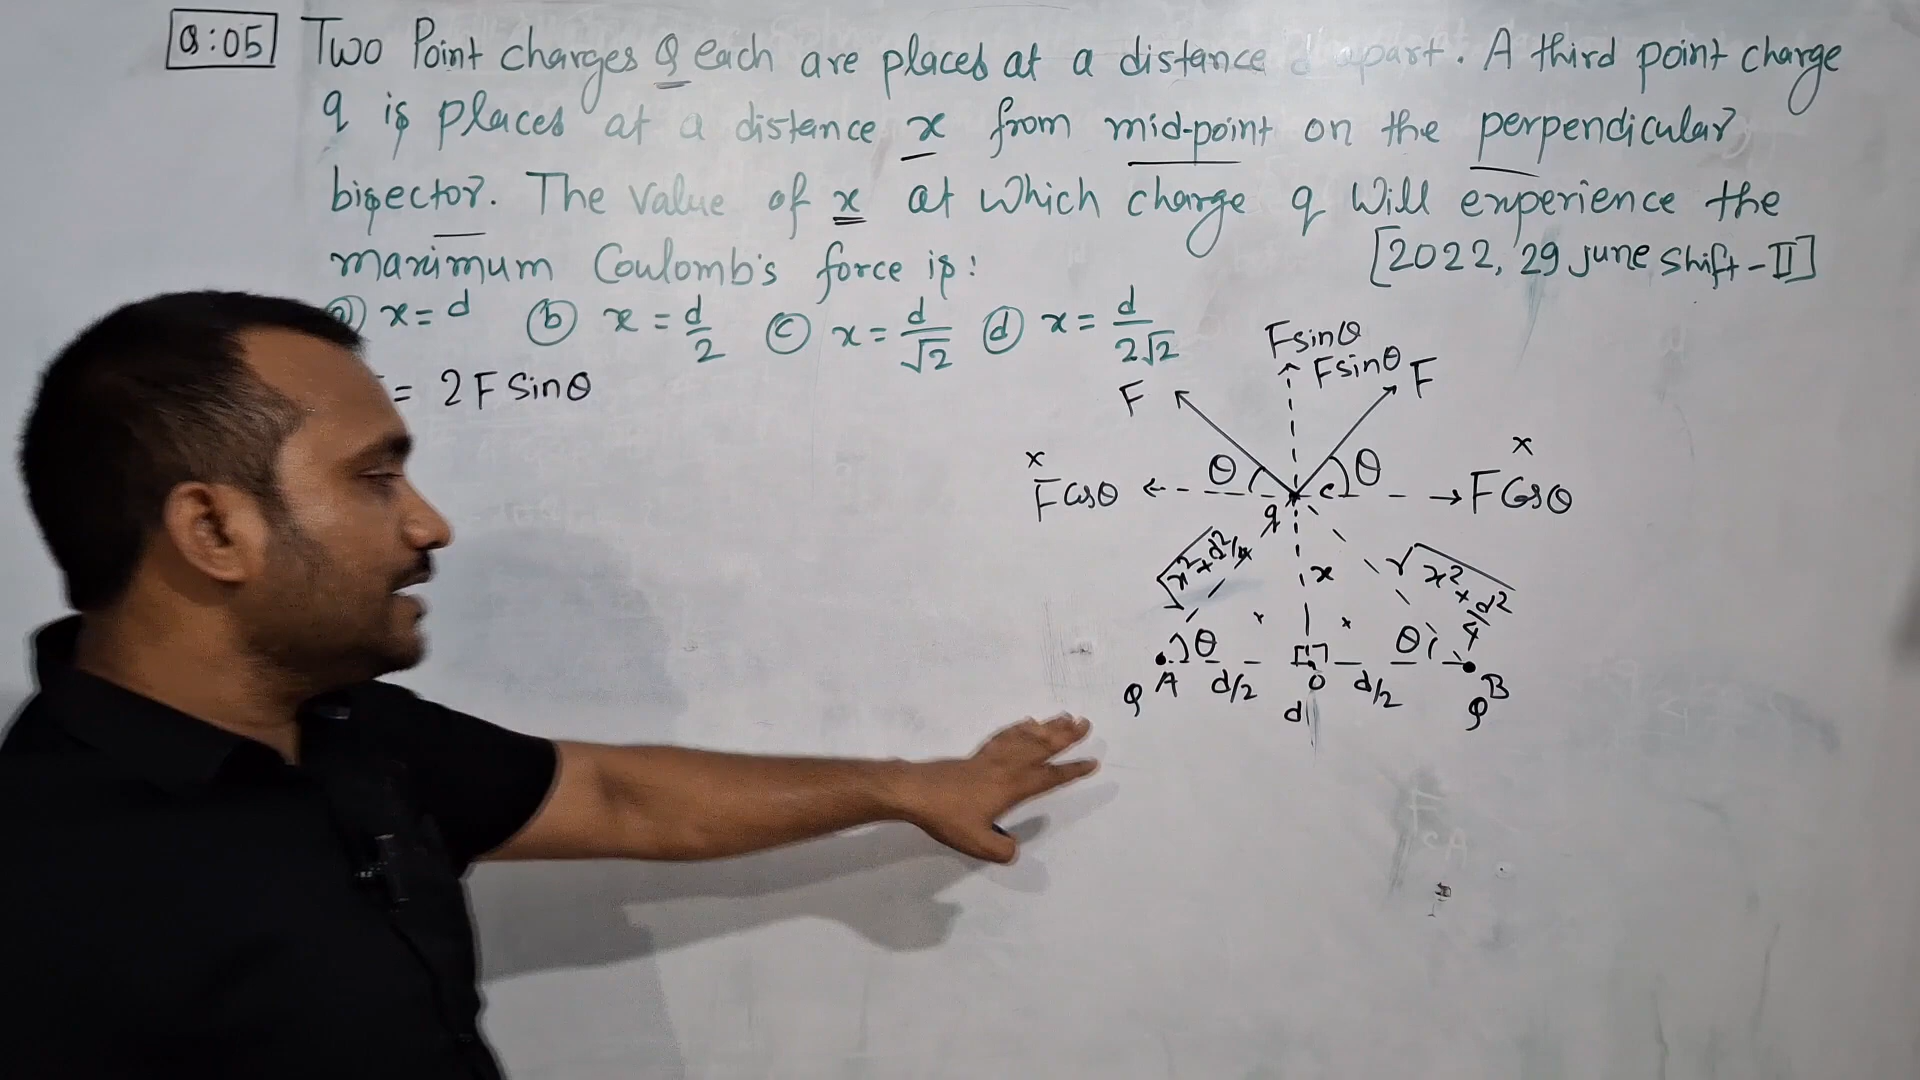 Q:05 Two Point charges Q each are placed at a distance d apart. A third point charge
q is places at a distance x from mid-point on the perpendicular
bisector. The value of x at which charge q will experience the
maximum Coulomb's force is:
[2022, 29 june shift-II]
a) x = d (b) x = d/2 (c) x = d/√2 (d) x = d/2√2
= 2 F sinθ
Fsinθ
Fsinθ
F F
x x
θ θ
Fcosθ Fcosθ
q c
√x²+d²/4 x √x²+d²/4
x x
θ θ
Q A d/2 O d/2 B Q
d